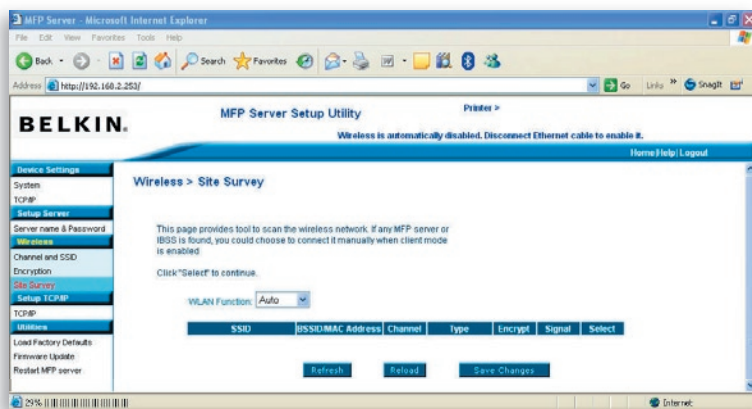 MFP Server - Microsoft Internet Explorer
File Edit View Favorites Tools Help
Back Search Favorites
Address http://192.168.2.253/ Go Links » SnagIt
BELKIN.
MFP Server Setup Utility
Printer >
Wireless is automatically disabled. Disconnect Ethernet cable to enable it.
Home|Help|Logout
Device Settings
System
TCP/IP
Setup Server
Server name & Password
Wireless
Channel and SSID
Encryption
Site Survey
Setup TCP/IP
TCP/IP
Utilities
Load Factory Defaults
Firmware Update
Restart MFP server
Wireless > Site Survey
This page provides tool to scan the wireless network. If any MFP server or
IBSS is found, you could choose to connect it manually when client mode
is enabled
Click "Select" to continue.
WLAN Function: Auto
SSID BSSID/MAC Address Channel Type Encrypt Signal Select
Refresh Reload Save Changes
29% Internet